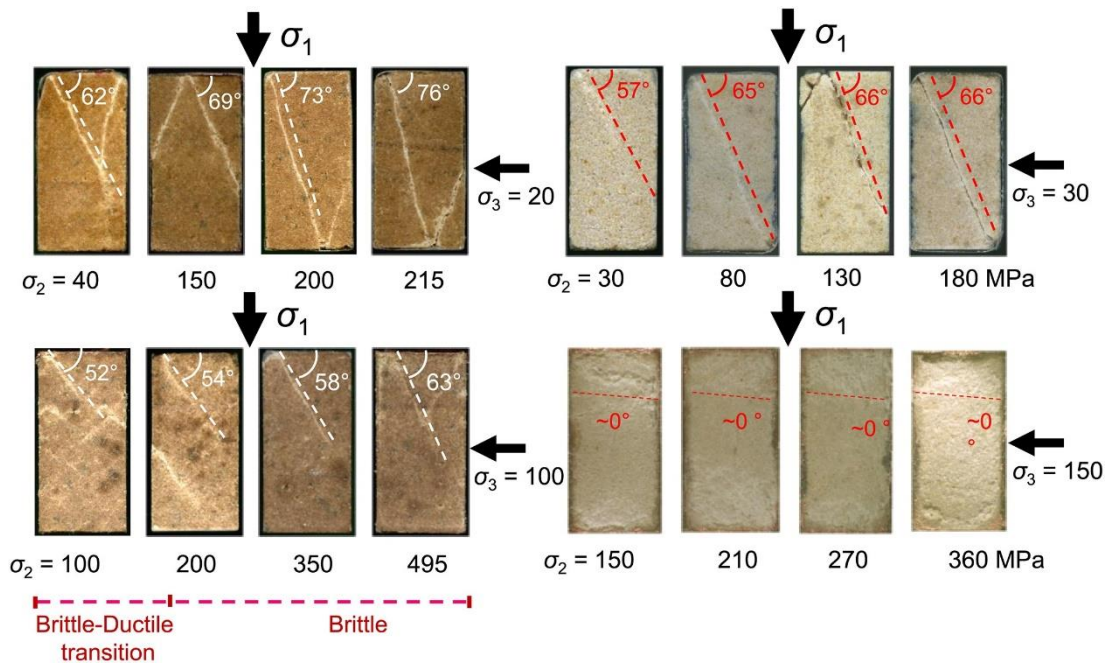 σ1
σ1
62°
69°
73°
76°
σ3 = 20
57°
65°
66°
66°
σ3 = 30
σ2 = 40
150
200
215
σ2 = 30
80
130
180 MPa
σ1
σ1
52°
54°
58°
63°
σ3 = 100
~0°
~0 °
~0 °
~0
°
σ3 = 150
σ2 = 100
200
350
495
σ2 = 150
210
270
360 MPa
Brittle-Ductile
transition
Brittle